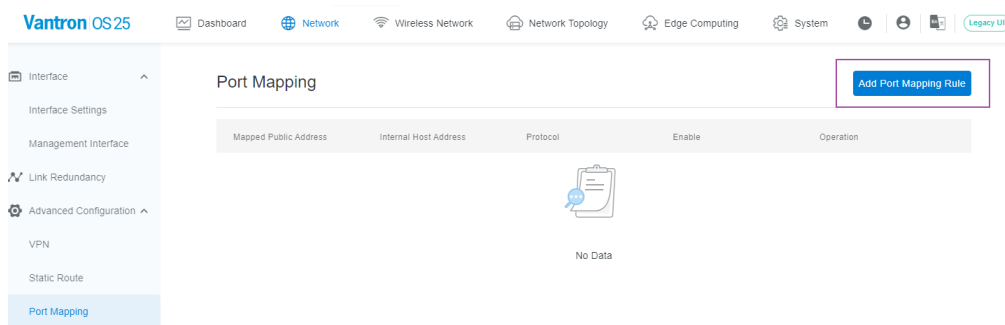 Vantron OS25 Dashboard Network Wireless Network Network Topology Edge Computing System Legacy UI
Interface
Interface Settings
Management Interface
Link Redundancy
Advanced Configuration
VPN
Static Route
Port Mapping
Port Mapping
Add Port Mapping Rule
Mapped Public Address Internal Host Address Protocol Enable Operation
No Data